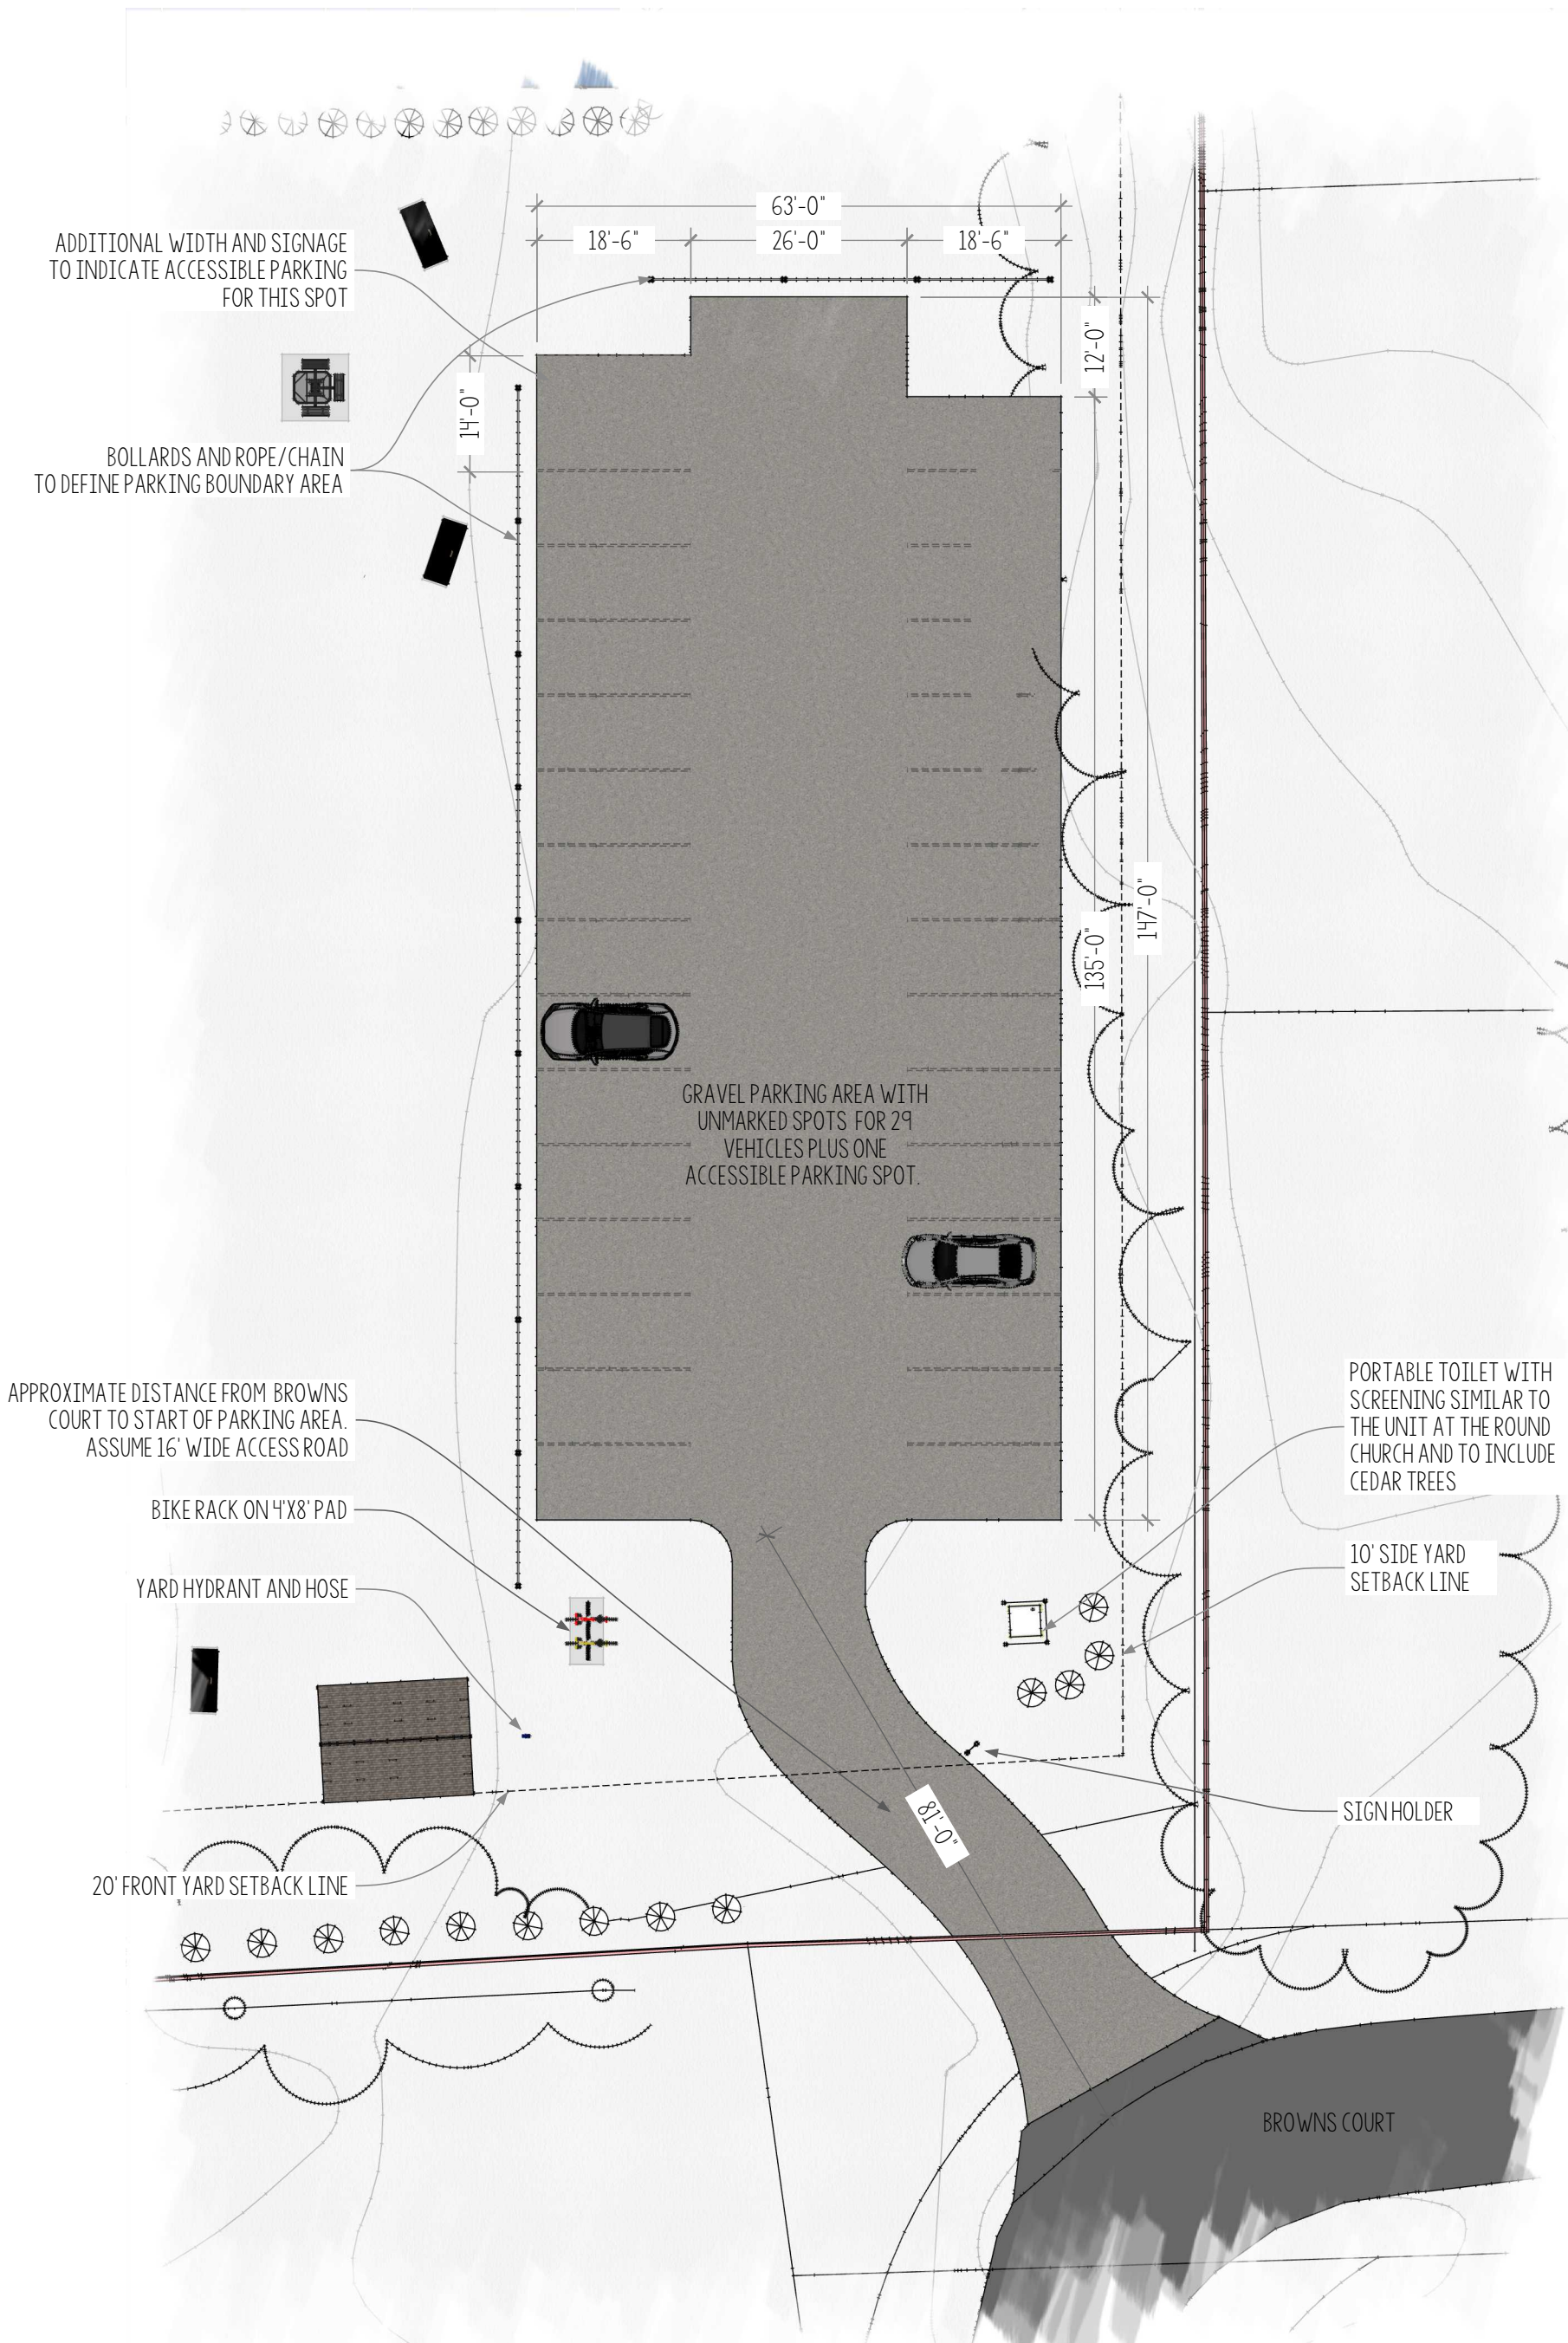 63'-0"
18'-6"
26'-0"
18'-6"
ADDITIONAL WIDTH AND SIGNAGE
TO INDICATE ACCESSIBLE PARKING
FOR THIS SPOT
12'-0"
14'-0"
BOLLARDS AND ROPE/CHAIN
TO DEFINE PARKING BOUNDARY AREA
147'-0"
135'-0"
GRAVEL PARKING AREA WITH
UNMARKED SPOTS FOR 29
VEHICLES PLUS ONE
ACCESSIBLE PARKING SPOT.
APPROXIMATE DISTANCE FROM BROWNS
COURT TO START OF PARKING AREA.
ASSUME 16' WIDE ACCESS ROAD
PORTABLE TOILET WITH
SCREENING SIMILAR TO
THE UNIT AT THE ROUND
CHURCH AND TO INCLUDE
CEDAR TREES
BIKE RACK ON 4'X8' PAD
10' SIDE YARD
SETBACK LINE
YARD HYDRANT AND HOSE
81'-0"
SIGN HOLDER
20' FRONT YARD SETBACK LINE
BROWNS COURT